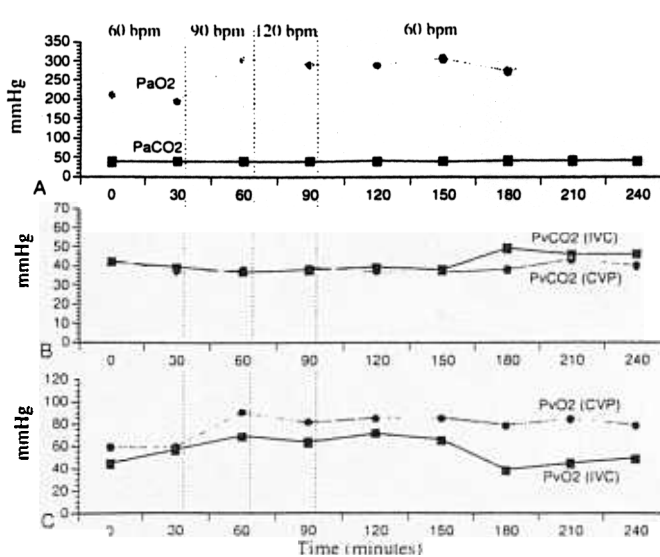 60 bpm 90 bpm 120 bpm 60 bpm
400
350
300
250
200
150
100
50
0
mmHg
PaO2
PaCO2
A
0 30 60 90 120 150 180 210 240
70
60
50
40
30
20
10
0
mmHg
PvCO2 (IVC)
PvCO2 (CVP)
B
0 30 60 90 120 150 180 210 240
120
100
80
60
40
20
0
mmHg
PvO2 (CVP)
PvO2 (IVC)
C
0 30 60 90 120 150 180 210 240
Time (minutes)